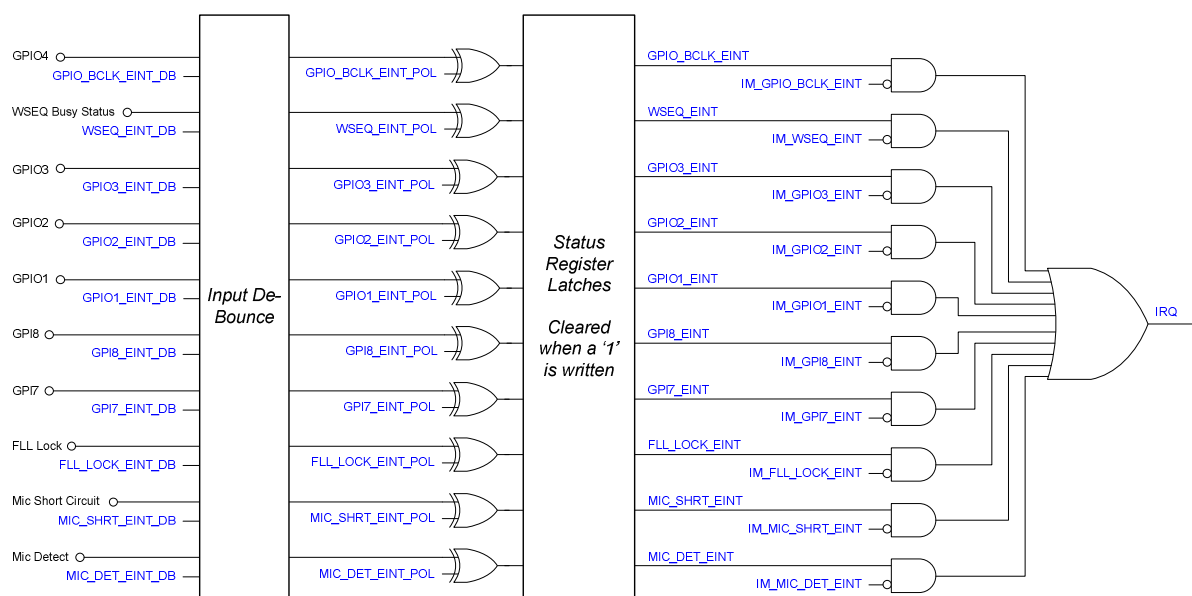 GPIO4
GPIO_BCLK_EINT_DB
GPIO_BCLK_EINT_POL
GPIO_BCLK_EINT
IM_GPIO_BCLK_EINT
WSEQ Busy Status
WSEQ_EINT_DB
WSEQ_EINT_POL
WSEQ_EINT
IM_WSEQ_EINT
GPIO3
GPIO3_EINT_DB
GPIO3_EINT_POL
GPIO3_EINT
IM_GPIO3_EINT
GPIO2
GPIO2_EINT_DB
GPIO2_EINT_POL
GPIO2_EINT
IM_GPIO2_EINT
GPIO1
GPIO1_EINT_DB
GPIO1_EINT_POL
GPIO1_EINT
IM_GPIO1_EINT
Input De-
Bounce
Status
Register
Latches
Cleared
when a ‘1’
is written
IRQ
GPI8
GPI8_EINT_DB
GPI8_EINT_POL
GPI8_EINT
IM_GPI8_EINT
GPI7
GPI7_EINT_DB
GPI7_EINT_POL
GPI7_EINT
IM_GPI7_EINT
FLL Lock
FLL_LOCK_EINT_DB
FLL_LOCK_EINT_POL
FLL_LOCK_EINT
IM_FLL_LOCK_EINT
Mic Short Circuit
MIC_SHRT_EINT_DB
MIC_SHRT_EINT_POL
MIC_SHRT_EINT
IM_MIC_SHRT_EINT
Mic Detect
MIC_DET_EINT_DB
MIC_DET_EINT_POL
MIC_DET_EINT
IM_MIC_DET_EINT